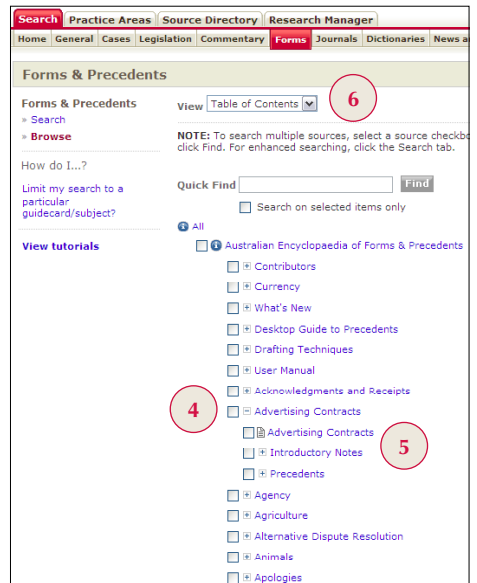 Search Practice Areas Source Directory Research Manager
Home General Cases Legislation Commentary Forms Journals Dictionaries News a
Forms & Precedents
Forms & Precedents
» Search
» Browse
How do I...?
Limit my search to a
particular
guidecard/subject?
View tutorials
View Table of Contents 6
NOTE: To search multiple sources, select a source checkbo
click Find. For enhanced searching, click the Search tab.
Quick Find Find
Search on selected items only
All
Australian Encyclopaedia of Forms & Precedents
Contributors
Currency
What's New
Desktop Guide to Precedents
Drafting Techniques
User Manual
Acknowledgments and Receipts
4 Advertising Contracts
Advertising Contracts
Introductory Notes 5
Precedents
Agency
Agriculture
Alternative Dispute Resolution
Animals
Apologies